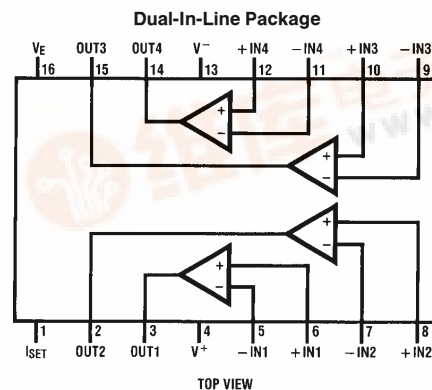 Dual-In-Line Package
VE OUT3 OUT4 V− +IN4 −IN4 +IN3 −IN3
16 15 14 13 12 11 10 9
+
−
+
−
+
−
+
−
1 2 3 4 5 6 7 8
ISET OUT2 OUT1 V+ −IN1 +IN1 −IN2 +IN2
TOP VIEW